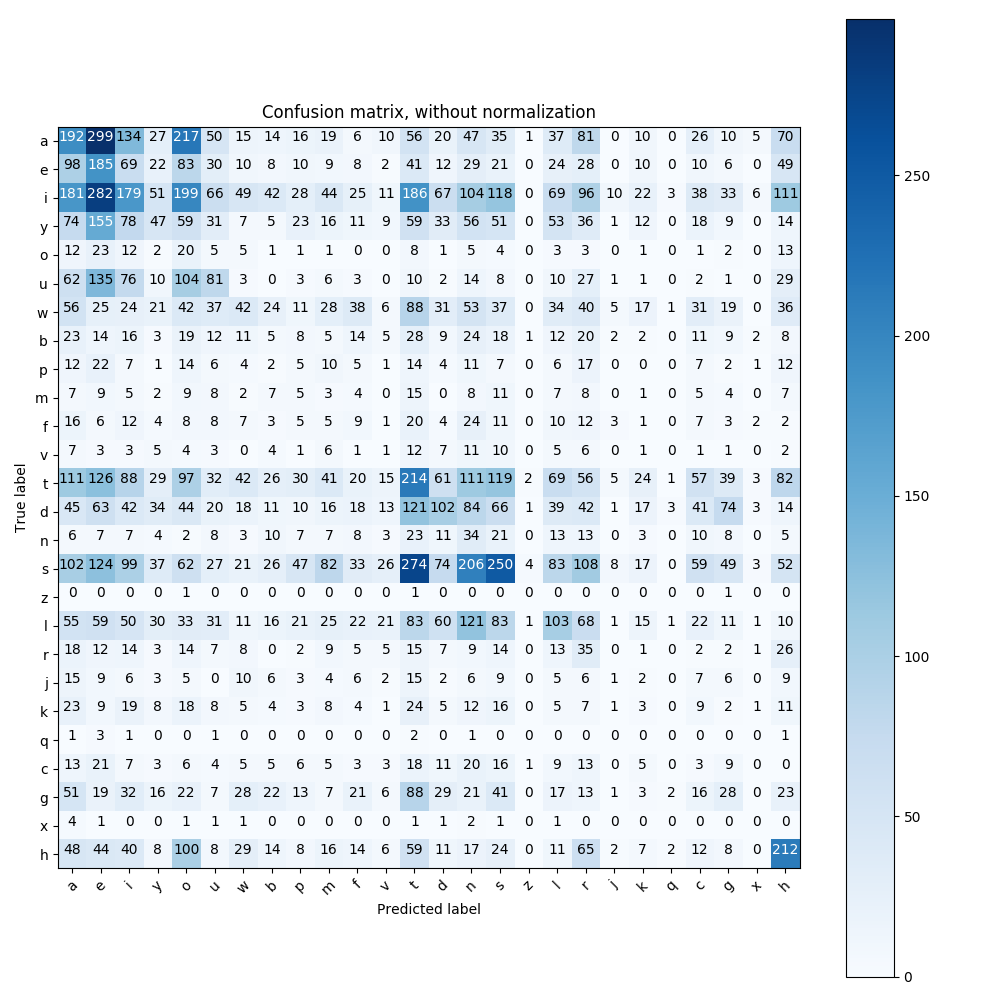 Confusion matrix, without normalization
a 192 299 134 27 217 50 15 14 16 19 6 10 56 20 47 35 1 37 81 0 10 0 26 10 5 70
e 98 185 69 22 83 30 10 8 10 9 8 2 41 12 29 21 0 24 28 0 10 0 10 6 0 49
i 181 282 179 51 199 66 49 42 28 44 25 11 186 67 104 118 0 69 96 10 22 3 38 33 6 111
y 74 155 78 47 59 31 7 5 23 16 11 9 59 33 56 51 0 53 36 1 12 0 18 9 0 14
o 12 23 12 2 20 5 5 1 1 1 0 0 8 1 5 4 0 3 3 0 1 0 1 2 0 13
u 62 135 76 10 104 81 3 0 3 6 3 0 10 2 14 8 0 10 27 1 1 0 2 1 0 29
w 56 25 24 21 42 37 42 24 11 28 38 6 88 31 53 37 0 34 40 5 17 1 31 19 0 36
b 23 14 16 3 19 12 11 5 8 5 14 5 28 9 24 18 1 12 20 2 2 0 11 9 2 8
p 12 22 7 1 14 6 4 2 5 10 5 1 14 4 11 7 0 6 17 0 0 0 7 2 1 12
m 7 9 5 2 9 8 2 7 5 3 4 0 15 0 8 11 0 7 8 0 1 0 5 4 0 7
f 16 6 12 4 8 8 7 3 5 5 9 1 20 4 24 11 0 10 12 3 1 0 7 3 2 2
v 7 3 3 5 4 3 0 4 1 6 1 1 12 7 11 10 0 5 6 0 1 0 1 1 0 2
t 111 126 88 29 97 32 42 26 30 41 20 15 214 61 111 119 2 69 56 5 24 1 57 39 3 82
d 45 63 42 34 44 20 18 11 10 16 18 13 121 102 84 66 1 39 42 1 17 3 41 74 3 14
n 6 7 7 4 2 8 3 10 7 7 8 3 23 11 34 21 0 13 13 0 3 0 10 8 0 5
s 102 124 99 37 62 27 21 26 47 82 33 26 274 74 206 250 4 83 108 8 17 0 59 49 3 52
z 0 0 0 0 1 0 0 0 0 0 0 0 1 0 0 0 0 0 0 0 0 0 0 1 0 0
l 55 59 50 30 33 31 11 16 21 25 22 21 83 60 121 83 1 103 68 1 15 1 22 11 1 10
r 18 12 14 3 14 7 8 0 2 9 5 5 15 7 9 14 0 13 35 0 1 0 2 2 1 26
j 15 9 6 3 5 0 10 6 3 4 6 2 15 2 6 9 0 5 6 1 2 0 7 6 0 9
k 23 9 19 8 18 8 5 4 3 8 4 1 24 5 12 16 0 5 7 1 3 0 9 2 1 11
q 1 3 1 0 0 1 0 0 0 0 0 0 2 0 1 0 0 0 0 0 0 0 0 0 0 1
c 13 21 7 3 6 4 5 5 6 5 3 3 18 11 20 16 1 9 13 0 5 0 3 9 0 0
g 51 19 32 16 22 7 28 22 13 7 21 6 88 29 21 41 0 17 13 1 3 2 16 28 0 23
x 4 1 0 0 1 1 1 0 0 0 0 0 1 1 2 1 0 1 0 0 0 0 0 0 0 0
h 48 44 40 8 100 8 29 14 8 16 14 6 59 11 17 24 0 11 65 2 7 2 12 8 0 212
a e i y o u w b p m f v t d n s z l r j k q c g x h
True label
Predicted label
250
200
150
100
50
0